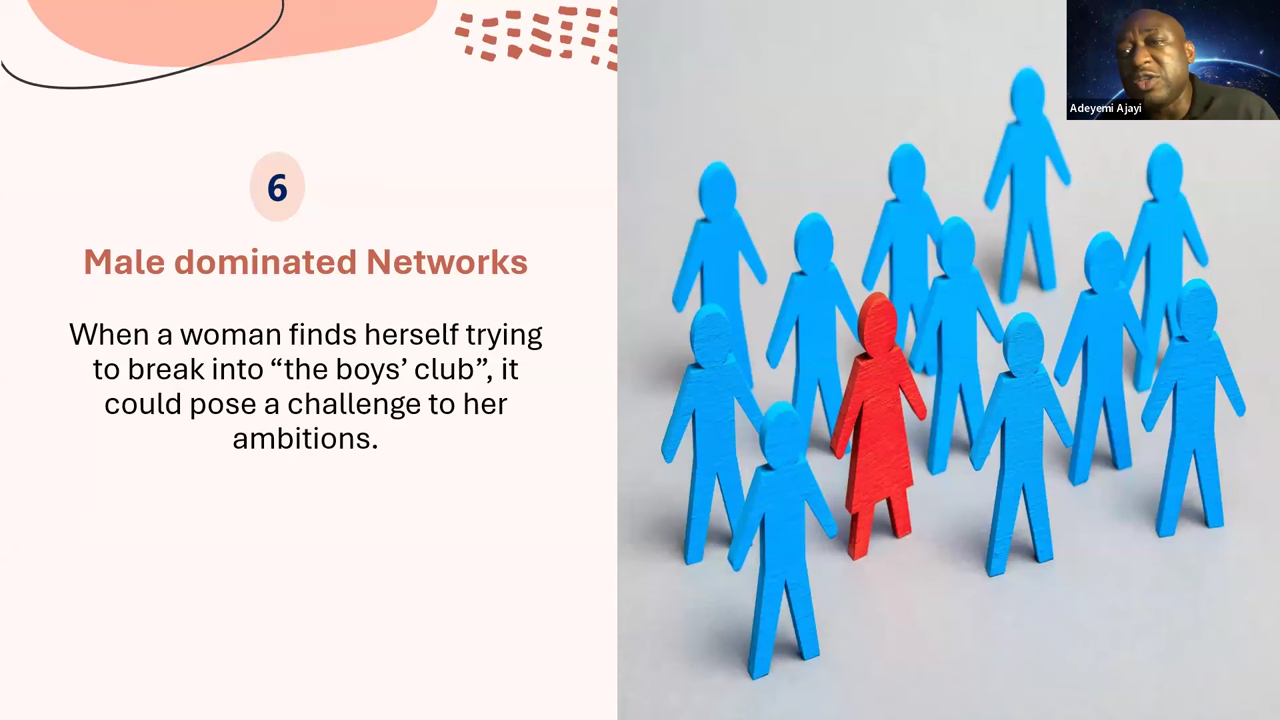 6
Male dominated Networks
When a woman finds herself trying
to break into “the boys’ club”, it
could pose a challenge to her
ambitions.
Adeyemi Ajayi